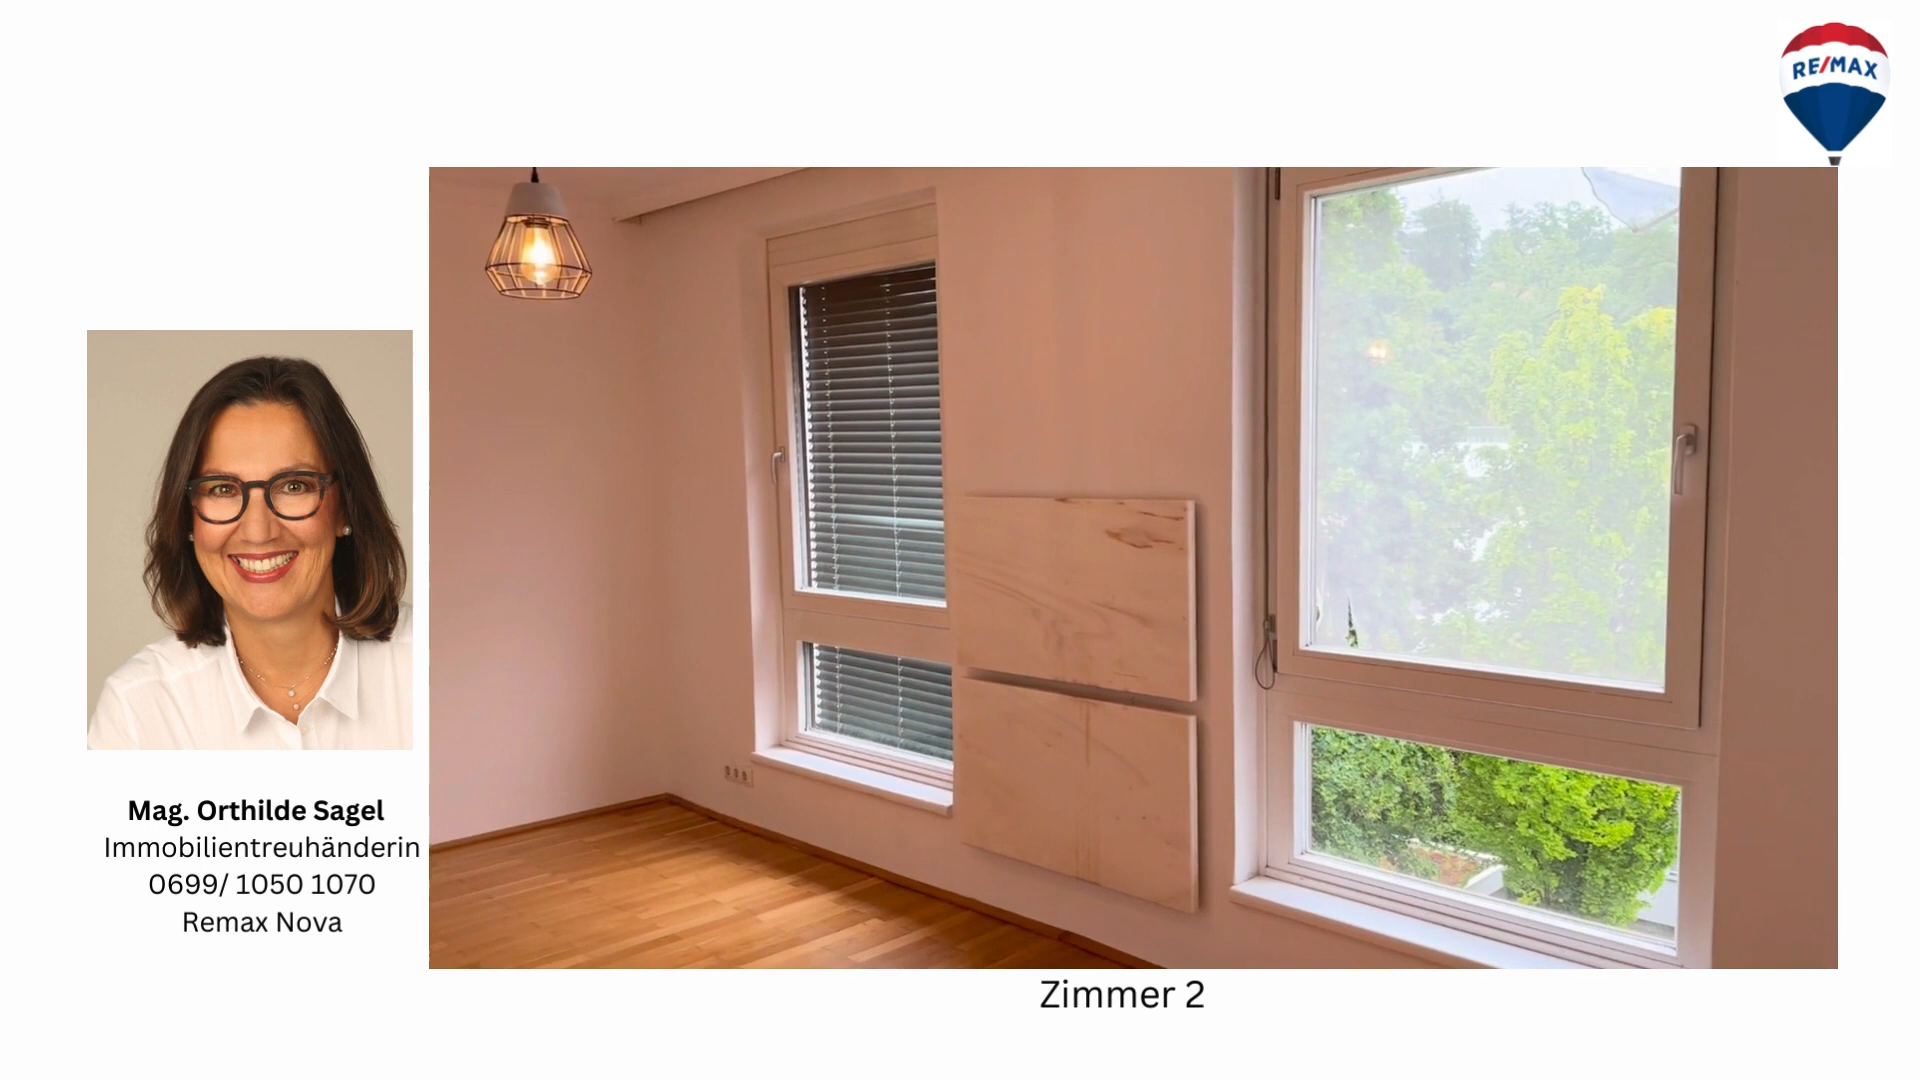 RE/MAX
Mag. Orthilde Sagel
Immobilientreuhänderin
0699/ 1050 1070
Remax Nova
Zimmer 2